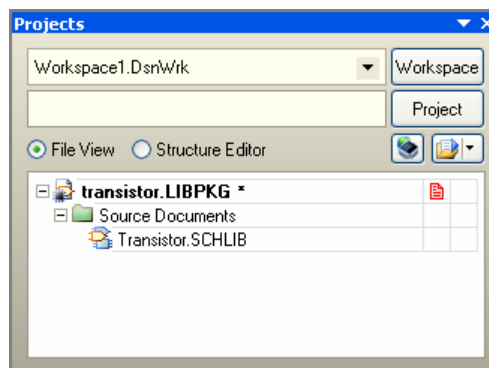 Projects
Workspace1.DsnWrk Workspace
Project
File View Structure Editor
transistor.LIBPKG *
Source Documents
Transistor.SCHLIB